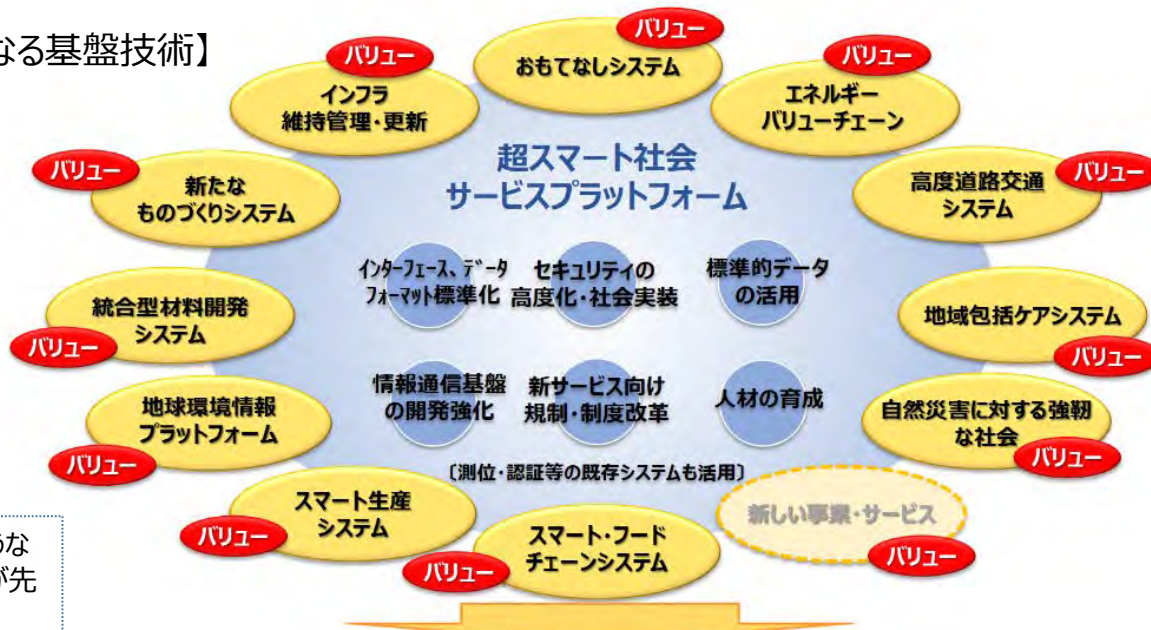 なる基盤技術】
バリュー
おもてなしシステム
バリュー
インフラ
維持管理・更新
バリュー
エネルギー
バリューチェーン
バリュー
新たな
ものづくりシステム
超スマート社会
サービスプラットフォーム
高度道路交通
システム
バリュー
インターフェース、データ
フォーマット標準化
セキュリティの
高度化・社会実装
標準的データ
の活用
統合型材料開発
システム
バリュー
地域包括ケアシステム
バリュー
情報通信基盤
の開発強化
新サービス向け
規制・制度改革
人材の育成
地球環境情報
プラットフォーム
バリュー
自然災害に対する強靭
な社会
バリュー
〔測位・認証等の既存システムも活用〕
スマート生産
システム
バリュー
スマート・フード
チェーンシステム
バリュー
新しい事業・サービス
バリュー
な
が先